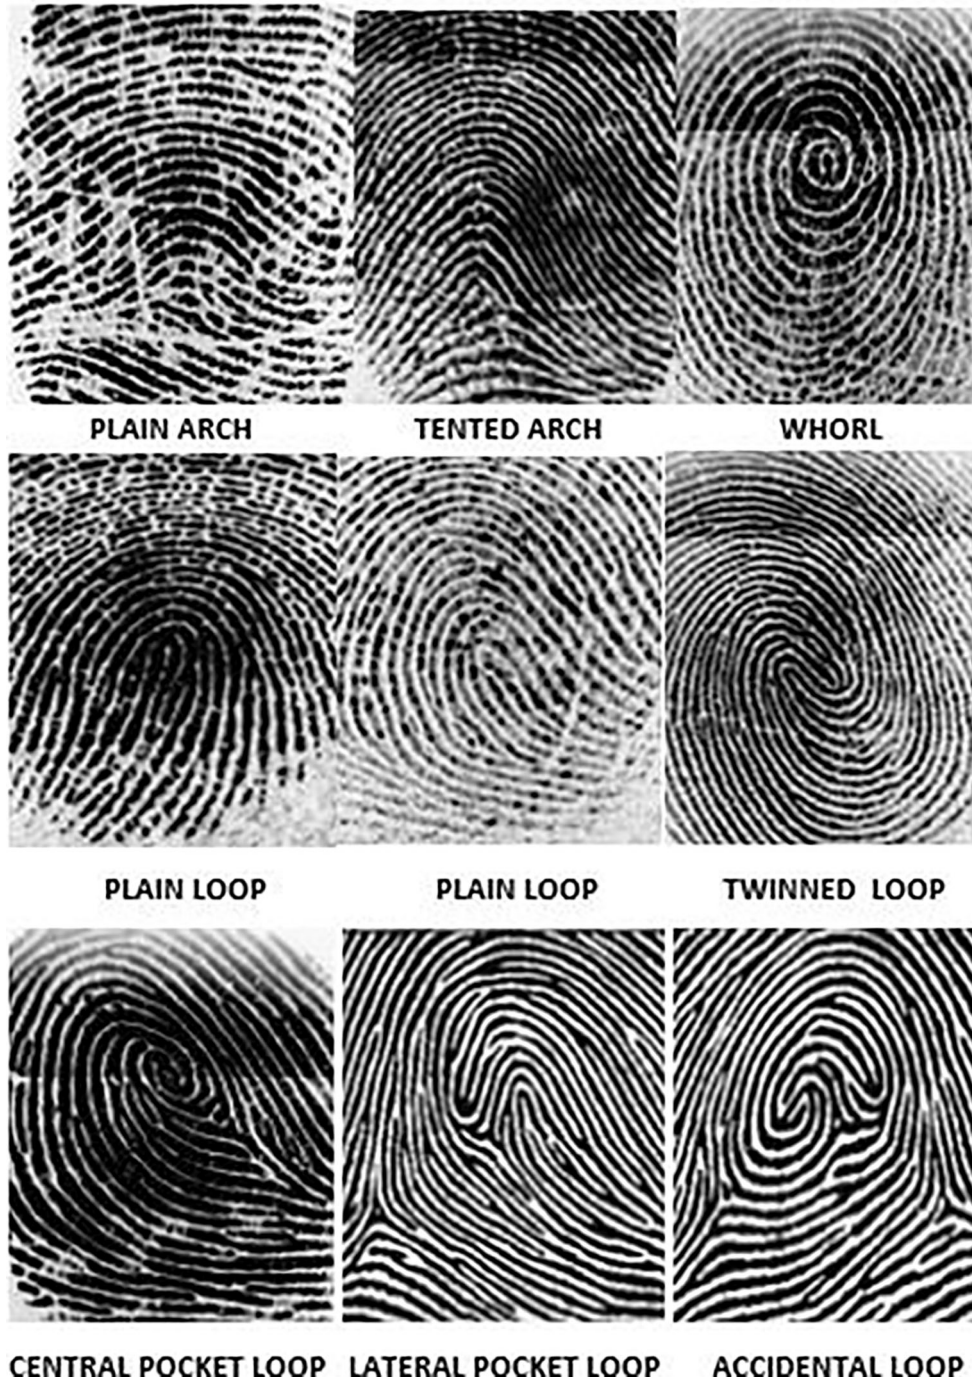 PLAIN ARCH TENTED ARCH WHORL
PLAIN LOOP PLAIN LOOP TWINNED LOOP
CENTRAL POCKET LOOP LATERAL POCKET LOOP ACCIDENTAL LOOP